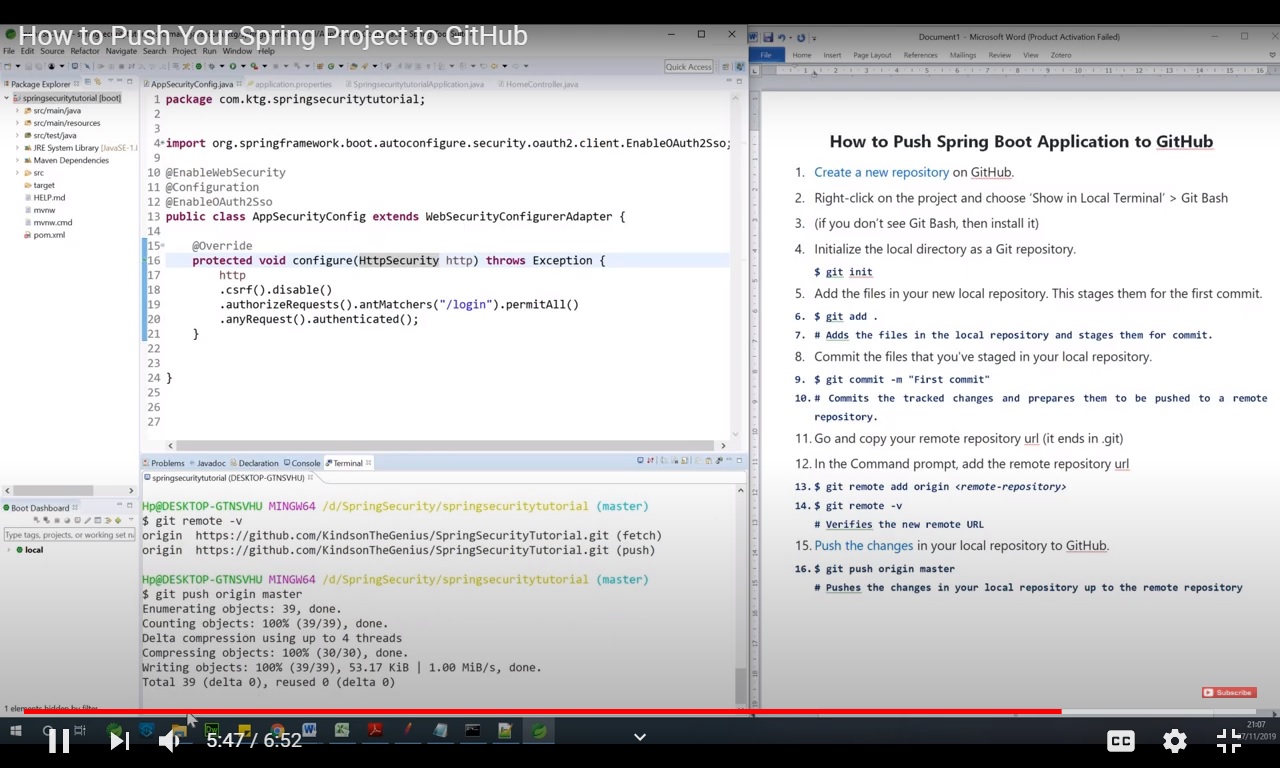 How to Push Your Spring Project to GitHub
Document1 - Microsoft Word (Product Activation Failed)
File Edit Source Refactor Navigate Search Project Run Window Help
File Home Insert Page Layout References Mailings Review View Zotero
Quick Access
Package Explorer
AppSecurityConfig.java application.properties SpringsecuritytutorialApplication.java HomeController.java
springsecuritytutorial [boot]
src/main/java
src/main/resources
src/test/java
JRE System Library [JavaSE-1.
Maven Dependencies
src
target
HELP.md
mvnw
mvnw.cmd
pom.xml
1 package com.ktg.springsecuritytutorial;
2
3
4 import org.springframework.boot.autoconfigure.security.oauth2.client.EnableOAuth2Sso;
9
10 @EnableWebSecurity
11 @Configuration
12 @EnableOAuth2Sso
13 public class AppSecurityConfig extends WebSecurityConfigurerAdapter {
14
15 @Override
16 protected void configure(HttpSecurity http) throws Exception {
17 http
18 .csrf().disable()
19 .authorizeRequests().antMatchers("/login").permitAll()
20 .anyRequest().authenticated();
21 }
22
23
24 }
25
26
27
Boot Dashboard
Type tags, projects, or working set n
local
1 elements hidden by filter
Problems Javadoc Declaration Console Terminal
springsecuritytutorial (DESKTOP-GTNSVHU)
Hp@DESKTOP-GTNSVHU MINGW64 /d/SpringSecurity/springsecuritytutorial (master)
$ git remote -v
origin https://github.com/KindsonTheGenius/SpringSecurityTutorial.git (fetch)
origin https://github.com/KindsonTheGenius/SpringSecurityTutorial.git (push)
Hp@DESKTOP-GTNSVHU MINGW64 /d/SpringSecurity/springsecuritytutorial (master)
$ git push origin master
Enumerating objects: 39, done.
Counting objects: 100% (39/39), done.
Delta compression using up to 4 threads
Compressing objects: 100% (30/30), done.
Writing objects: 100% (39/39), 53.17 KiB | 1.00 MiB/s, done.
Total 39 (delta 0), reused 0 (delta 0)
How to Push Spring Boot Application to GitHub
1. Create a new repository on GitHub.
2. Right-click on the project and choose ‘Show in Local Terminal’ > Git Bash
3. (if you don’t see Git Bash, then install it)
4. Initialize the local directory as a Git repository.
$ git init
5. Add the files in your new local repository. This stages them for the first commit.
6. $ git add .
7. # Adds the files in the local repository and stages them for commit.
8. Commit the files that you've staged in your local repository.
9. $ git commit -m "First commit"
10. # Commits the tracked changes and prepares them to be pushed to a remote
repository.
11. Go and copy your remote repository url (it ends in .git)
12. In the Command prompt, add the remote repository url
13. $ git remote add origin <remote-repository>
14. $ git remote -v
# Verifies the new remote URL
15. Push the changes in your local repository to GitHub.
16. $ git push origin master
# Pushes the changes in your local repository up to the remote repository
Subscribe
21:07
5:47 / 6:52
CC